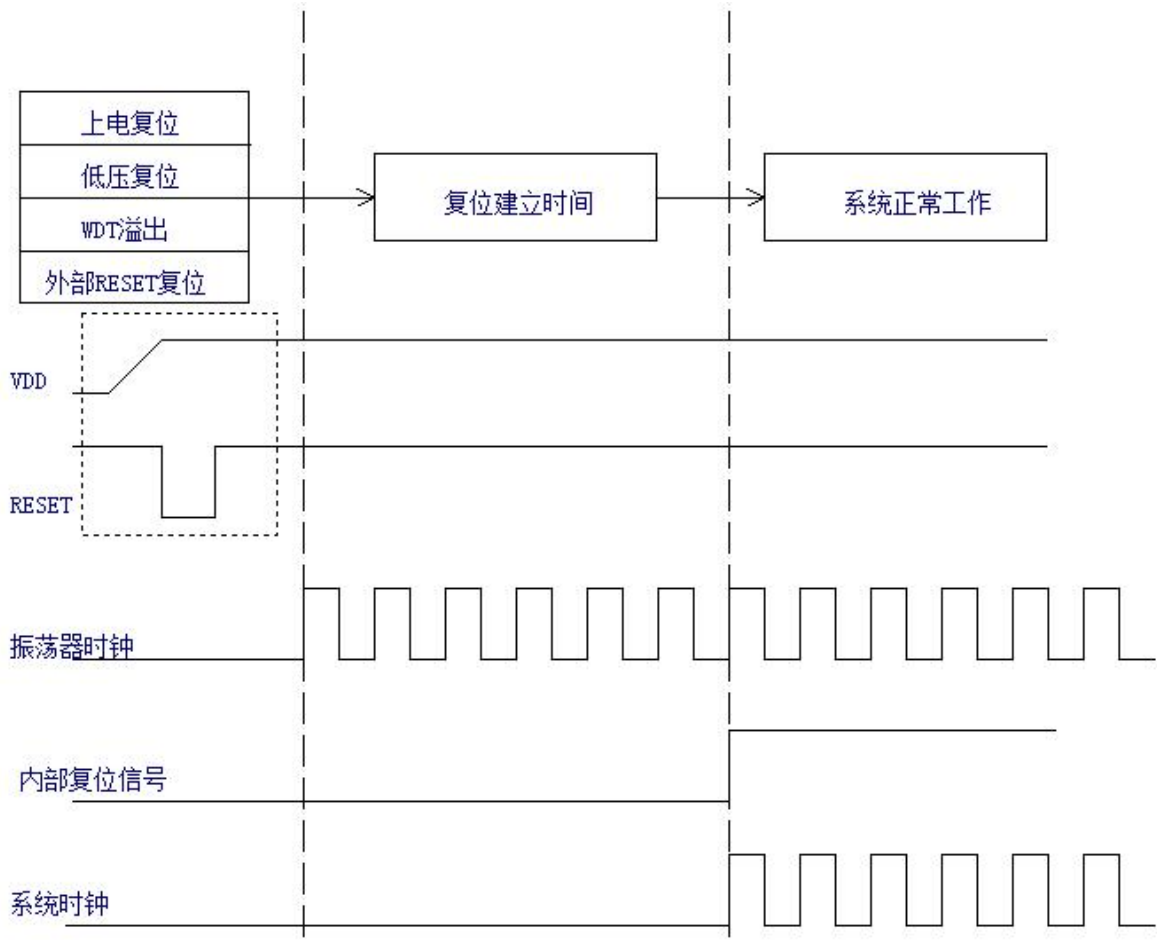 上电复位
低压复位
WDT溢出
外部RESET复位
复位建立时间
系统正常工作
VDD
RESET
振荡器时钟
内部复位信号
系统时钟